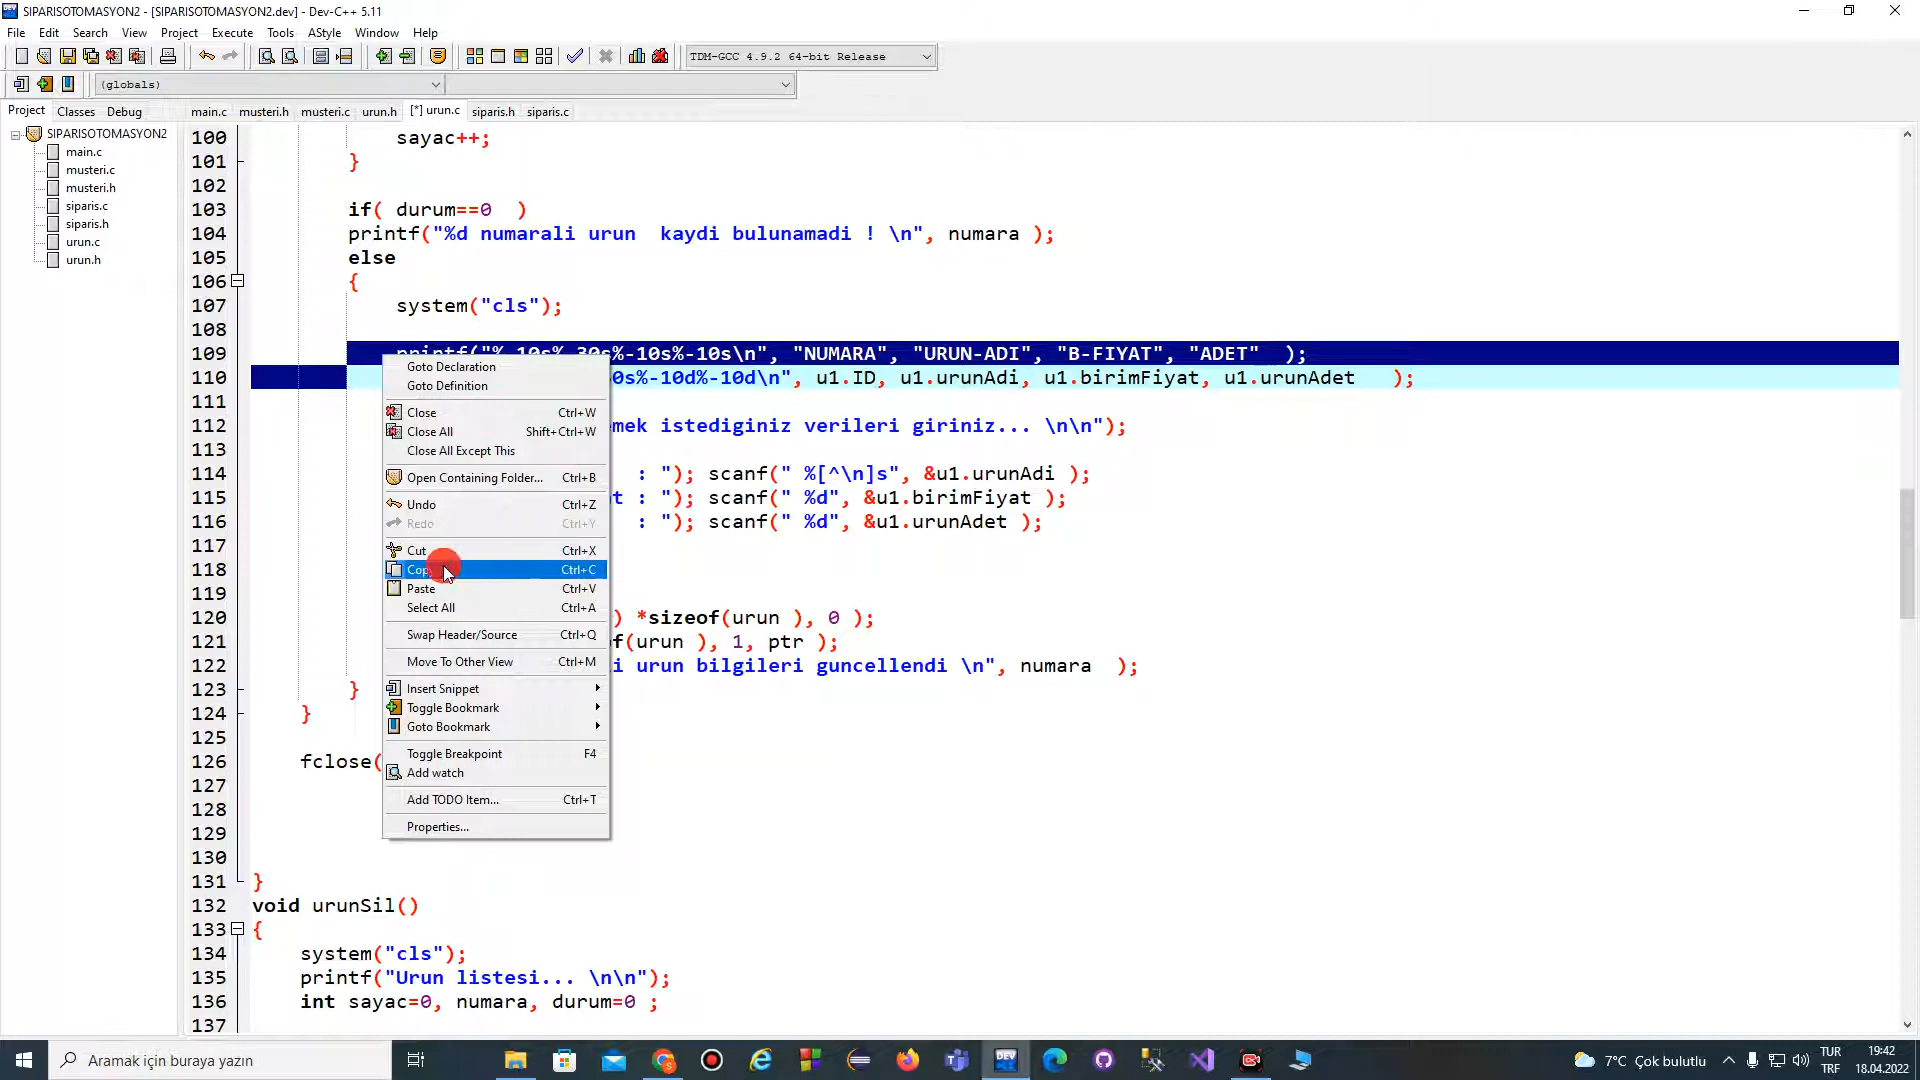 SIPARISOTOMASYON2 - [SIPARISOTOMASYON2.dev] - Dev-C++ 5.11
File Edit Search View Project Execute Tools AStyle Window Help
TDM-GCC 4.9.2 64-bit Release
(globals)
Project Classes Debug
main.c musteri.h musteri.c urun.h [*] urun.c siparis.h siparis.c
SIPARISOTOMASYON2
main.c
musteri.c
musteri.h
siparis.c
siparis.h
urun.c
urun.h
100 sayac++;
101 }
102
103 if( durum==0 )
104 printf("%d numarali urun kaydi bulunamadi ! \n", numara );
105 else
106 {
107 system("cls");
108
109 printf("%-10s%-30s%-10s%-10s\n", "NUMARA", "URUN-ADI", "B-FIYAT", "ADET" );
110 0s%-10d%-10d\n", u1.ID, u1.urunAdi, u1.birimFiyat, u1.urunAdet );
111
112 mek istediginiz verileri giriniz... \n\n");
113
114 : "); scanf(" %[^\n]s", &u1.urunAdi );
115 t : "); scanf(" %d", &u1.birimFiyat );
116 : "); scanf(" %d", &u1.urunAdet );
117
118
119
120 ) *sizeof(urun ), 0 );
121 of(urun ), 1, ptr );
122 i urun bilgileri guncellendi \n", numara );
123 }
124 }
125
126 fclose(
127
128
129
130
131 }
132 void urunSil()
133 {
134 system("cls");
135 printf("Urun listesi... \n\n");
136 int sayac=0, numara, durum=0 ;
137
Goto Declaration
Goto Definition
Close Ctrl+W
Close All Shift+Ctrl+W
Close All Except This
Open Containing Folder... Ctrl+B
Undo Ctrl+Z
Redo Ctrl+Y
Cut Ctrl+X
Copy Ctrl+C
Paste Ctrl+V
Select All Ctrl+A
Swap Header/Source Ctrl+Q
Move To Other View Ctrl+M
Insert Snippet
Toggle Bookmark
Goto Bookmark
Toggle Breakpoint F4
Add watch
Add TODO Item... Ctrl+T
Properties...
Aramak için buraya yazın
DEV
7°C Çok bulutlu
TUR
TRF
19:42
18.04.2022